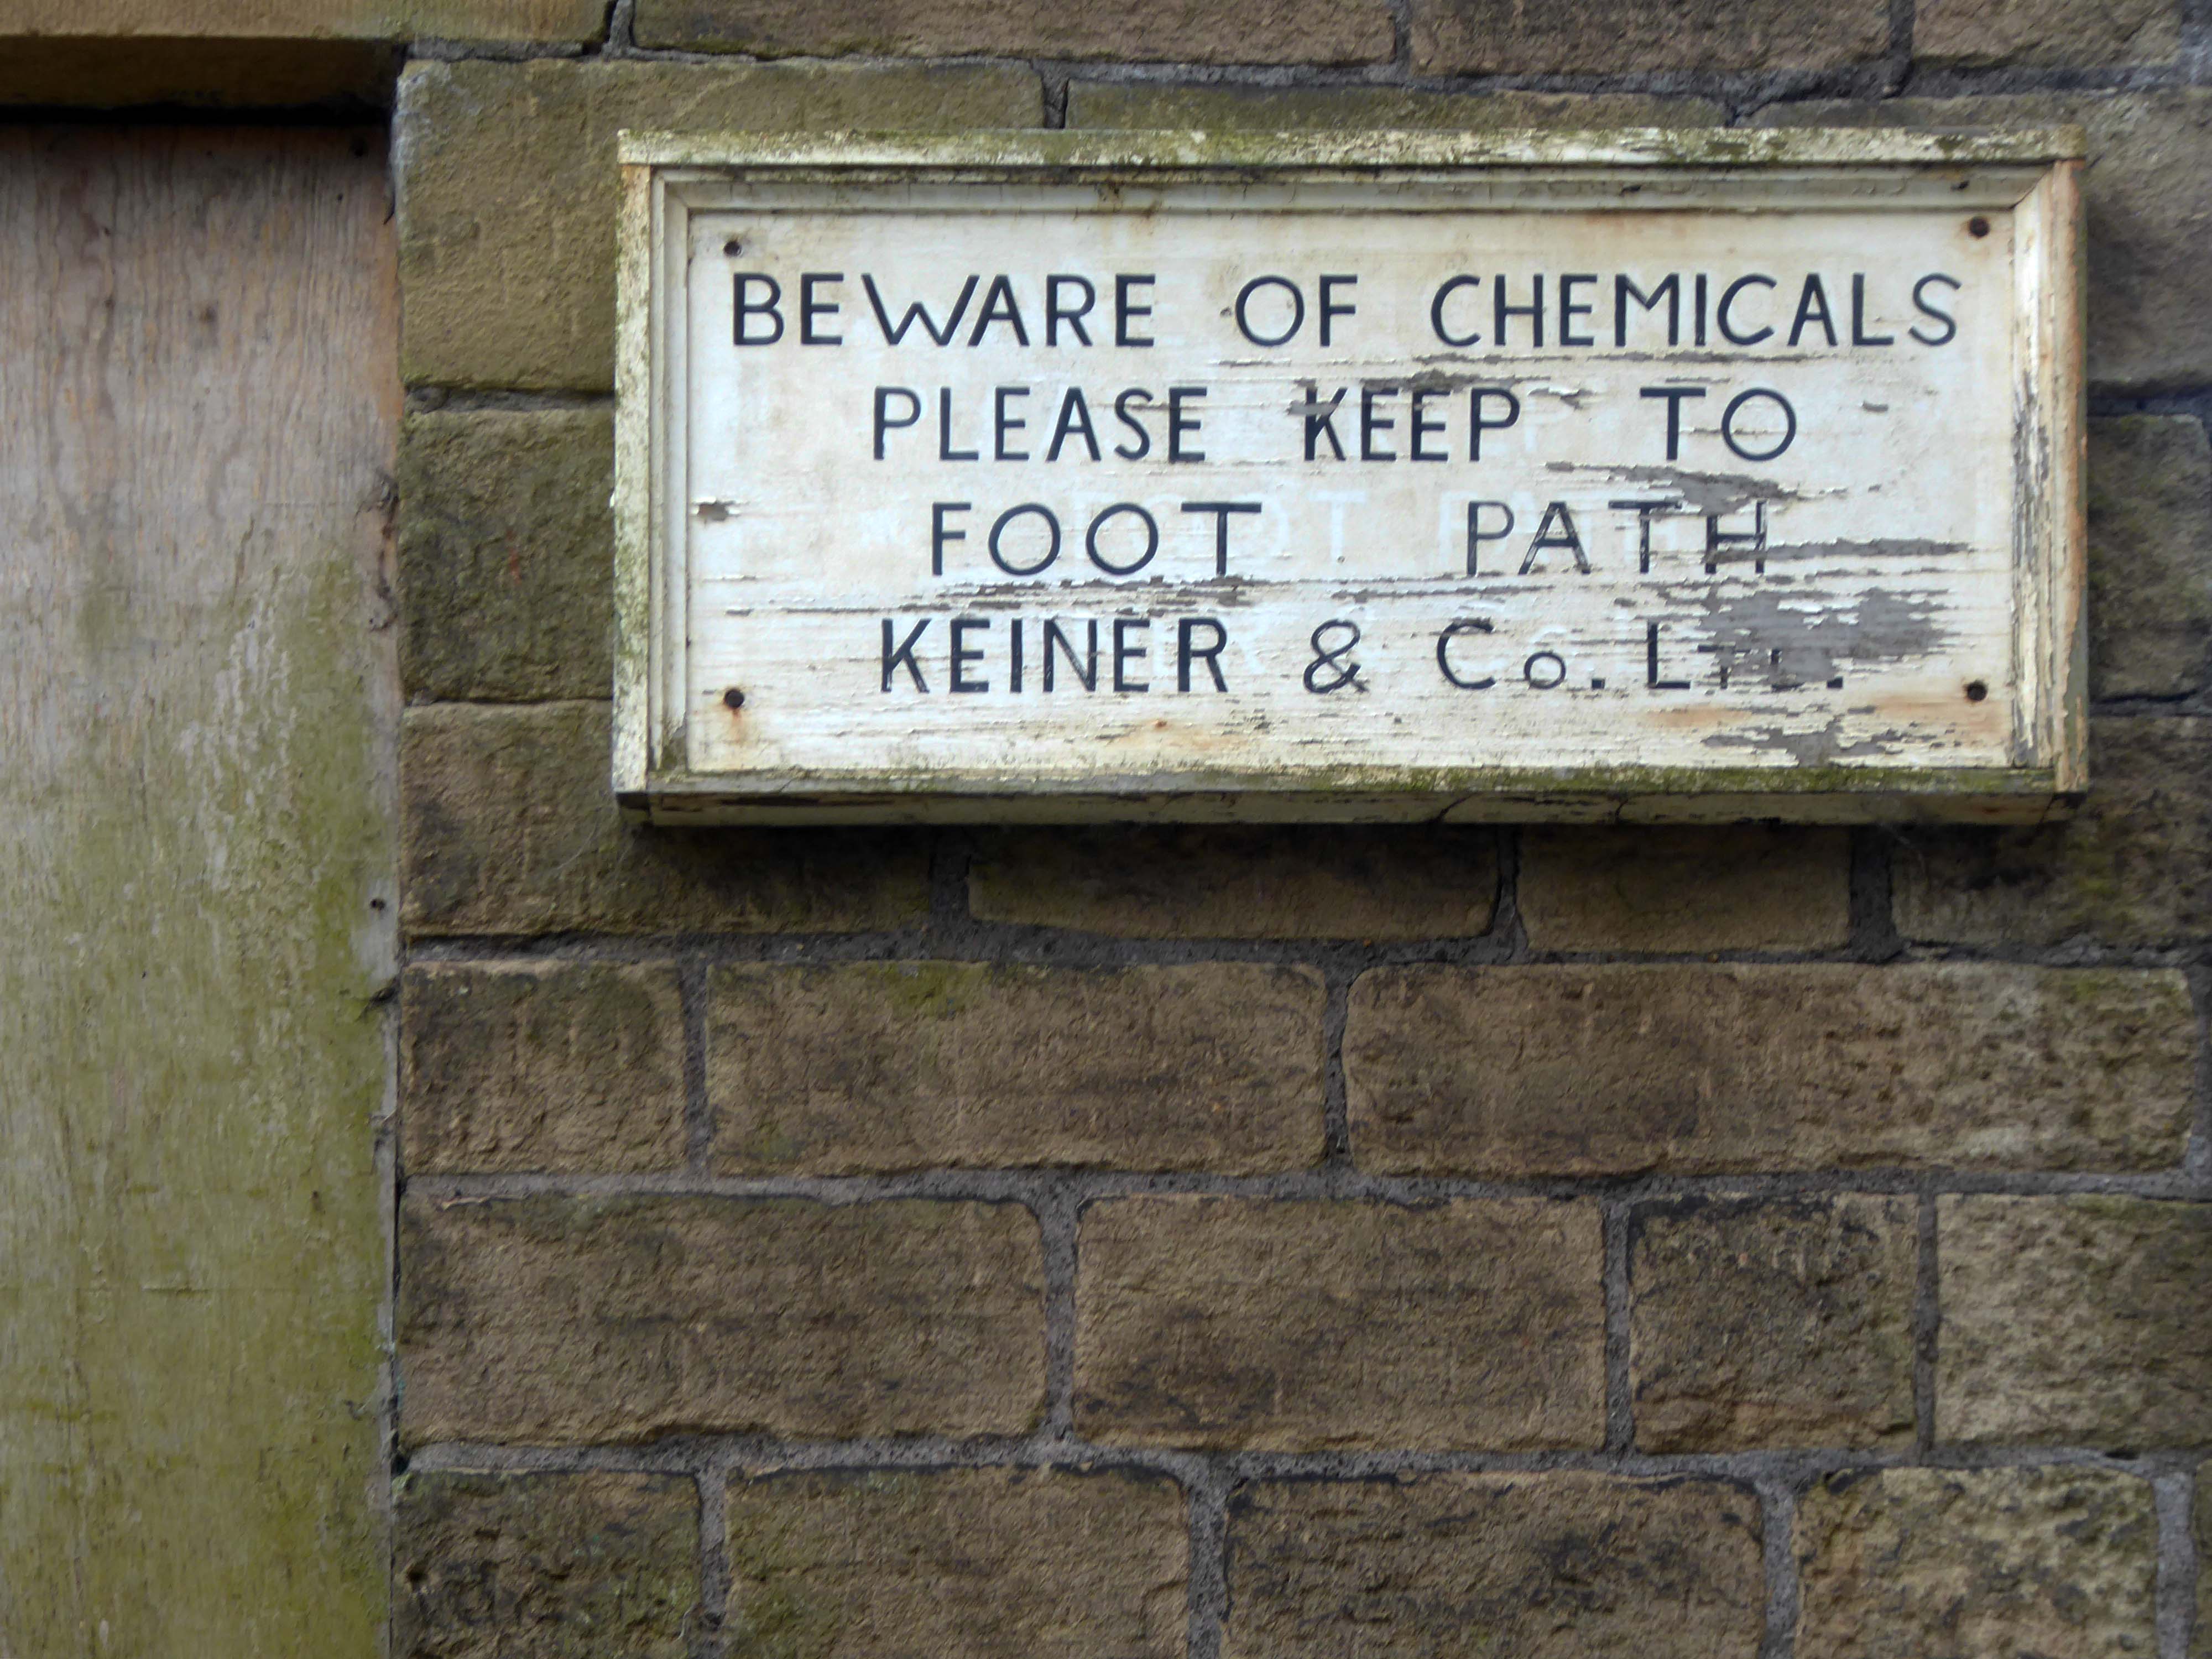 BEWARE OF CHEMICALS
PLEASE KEEP TO
FOOT PATH
KEINER & Co.